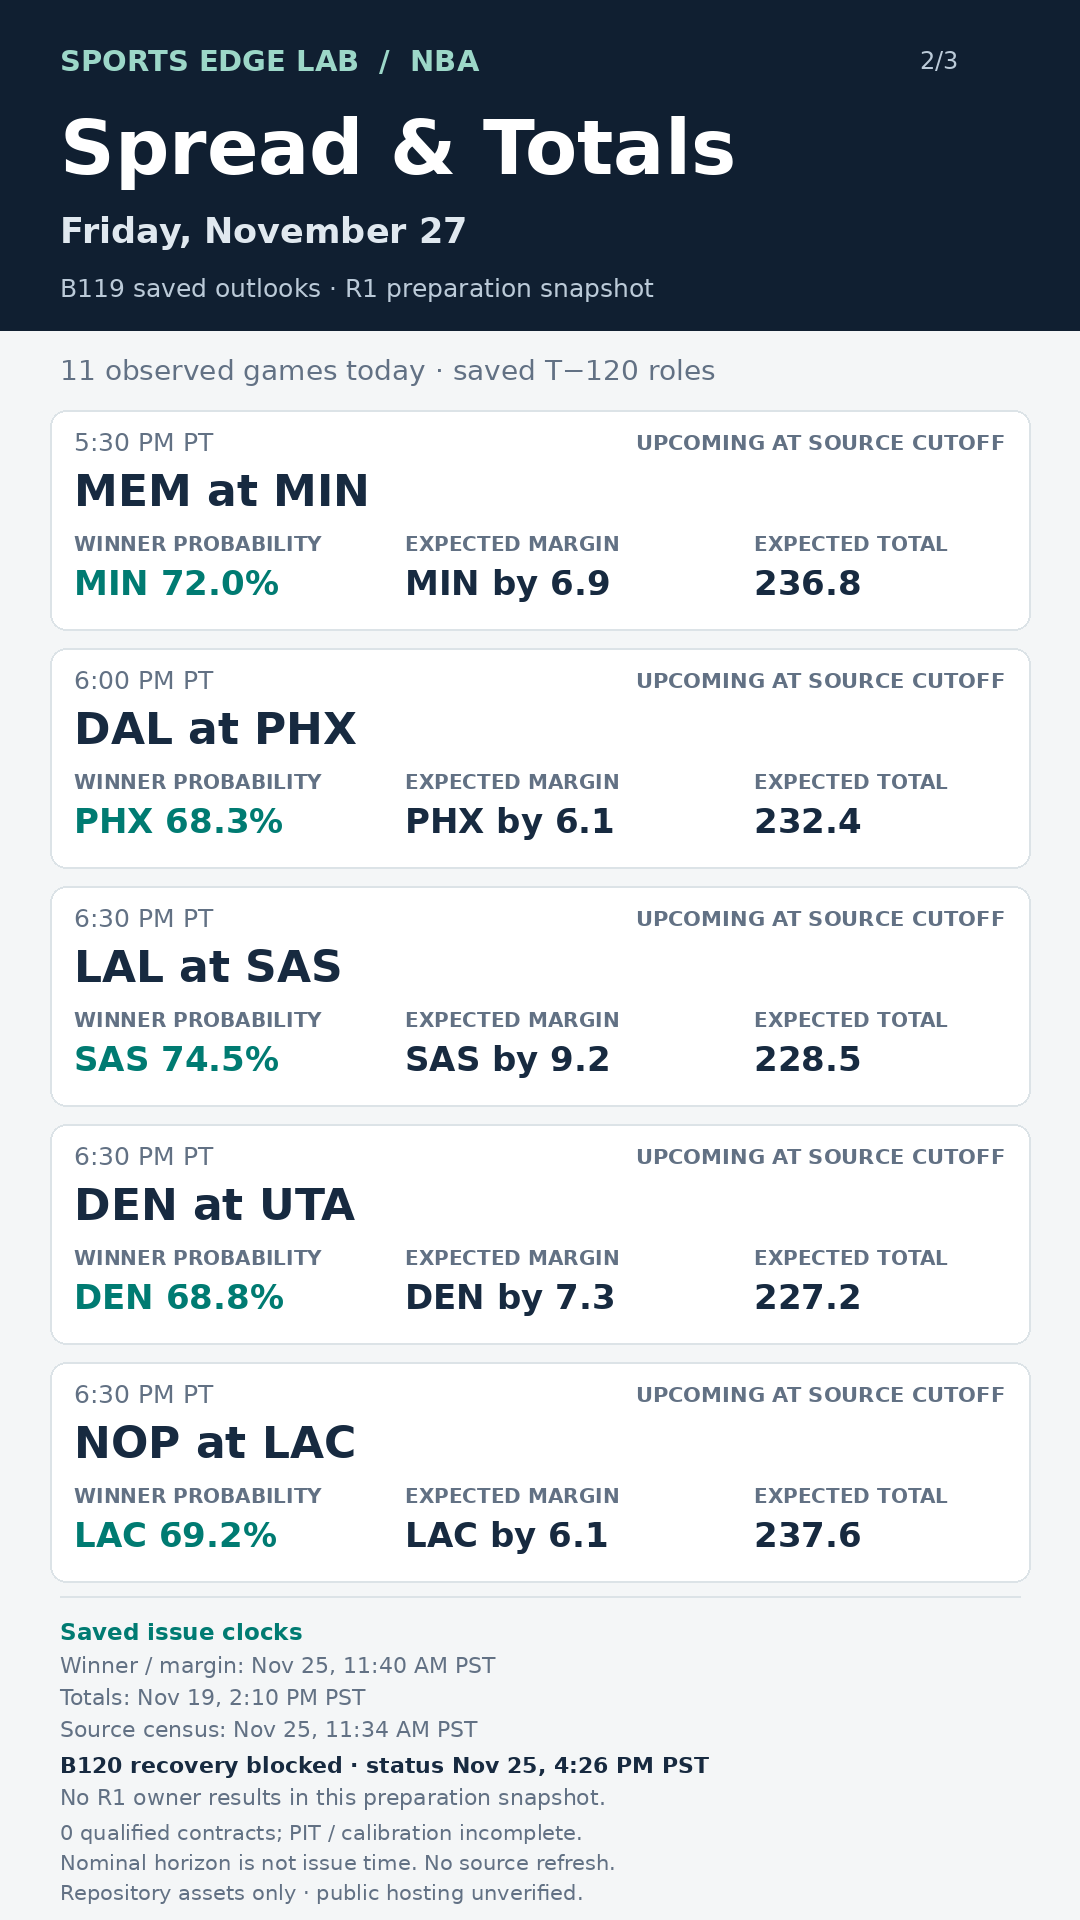 SPORTS EDGE LAB / NBA 2/3
Spread & Totals
Friday, November 27
B119 saved outlooks · R1 preparation snapshot
11 observed games today · saved T−120 roles
5:30 PM PT UPCOMING AT SOURCE CUTOFF
MEM at MIN
WINNER PROBABILITY EXPECTED MARGIN EXPECTED TOTAL
MIN 72.0% MIN by 6.9 236.8
6:00 PM PT UPCOMING AT SOURCE CUTOFF
DAL at PHX
WINNER PROBABILITY EXPECTED MARGIN EXPECTED TOTAL
PHX 68.3% PHX by 6.1 232.4
6:30 PM PT UPCOMING AT SOURCE CUTOFF
LAL at SAS
WINNER PROBABILITY EXPECTED MARGIN EXPECTED TOTAL
SAS 74.5% SAS by 9.2 228.5
6:30 PM PT UPCOMING AT SOURCE CUTOFF
DEN at UTA
WINNER PROBABILITY EXPECTED MARGIN EXPECTED TOTAL
DEN 68.8% DEN by 7.3 227.2
6:30 PM PT UPCOMING AT SOURCE CUTOFF
NOP at LAC
WINNER PROBABILITY EXPECTED MARGIN EXPECTED TOTAL
LAC 69.2% LAC by 6.1 237.6
Saved issue clocks
Winner / margin: Nov 25, 11:40 AM PST
Totals: Nov 19, 2:10 PM PST
Source census: Nov 25, 11:34 AM PST
B120 recovery blocked · status Nov 25, 4:26 PM PST
No R1 owner results in this preparation snapshot.
0 qualified contracts; PIT / calibration incomplete.
Nominal horizon is not issue time. No source refresh.
Repository assets only · public hosting unverified.